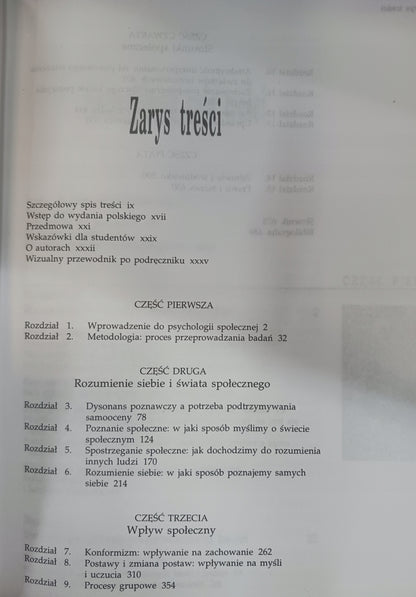 Zarys treści
Szczegółowy spis treści ix
Wstęp do wydania polskiego xvii
Przedmowa xxi
Wskazówki dla studentów xxix
O autorach xxxii
Wizualny przewodnik po podręczniku xxxv
CZĘŚĆ PIERWSZA
Rozdział 1. Wprowadzenie do psychologii społecznej 2
Rozdział 2. Metodologia: proces przeprowadzania badań 32
CZĘŚĆ DRUGA
Rozumienie siebie i świata społecznego
Rozdział 3. Dysonans poznawczy a potrzeba podtrzymywania
samooceny 78
Rozdział 4. Poznanie społeczne: w jaki sposób myślimy o świecie
społecznym 124
Rozdział 5. Spostrzeganie społeczne: jak dochodzimy do rozumienia
innych ludzi 170
Rozdział 6. Rozumienie siebie: w jaki sposób poznajemy samych
siebie 214
CZĘŚĆ TRZECIA
Wpływ społeczny
Rozdział 7. Konformizm: wpływanie na zachowanie 262
Rozdział 8. Postawy i zmiana postaw: wpływanie na myśli
i uczucia 310
Rozdział 9. Procesy grupowe 354